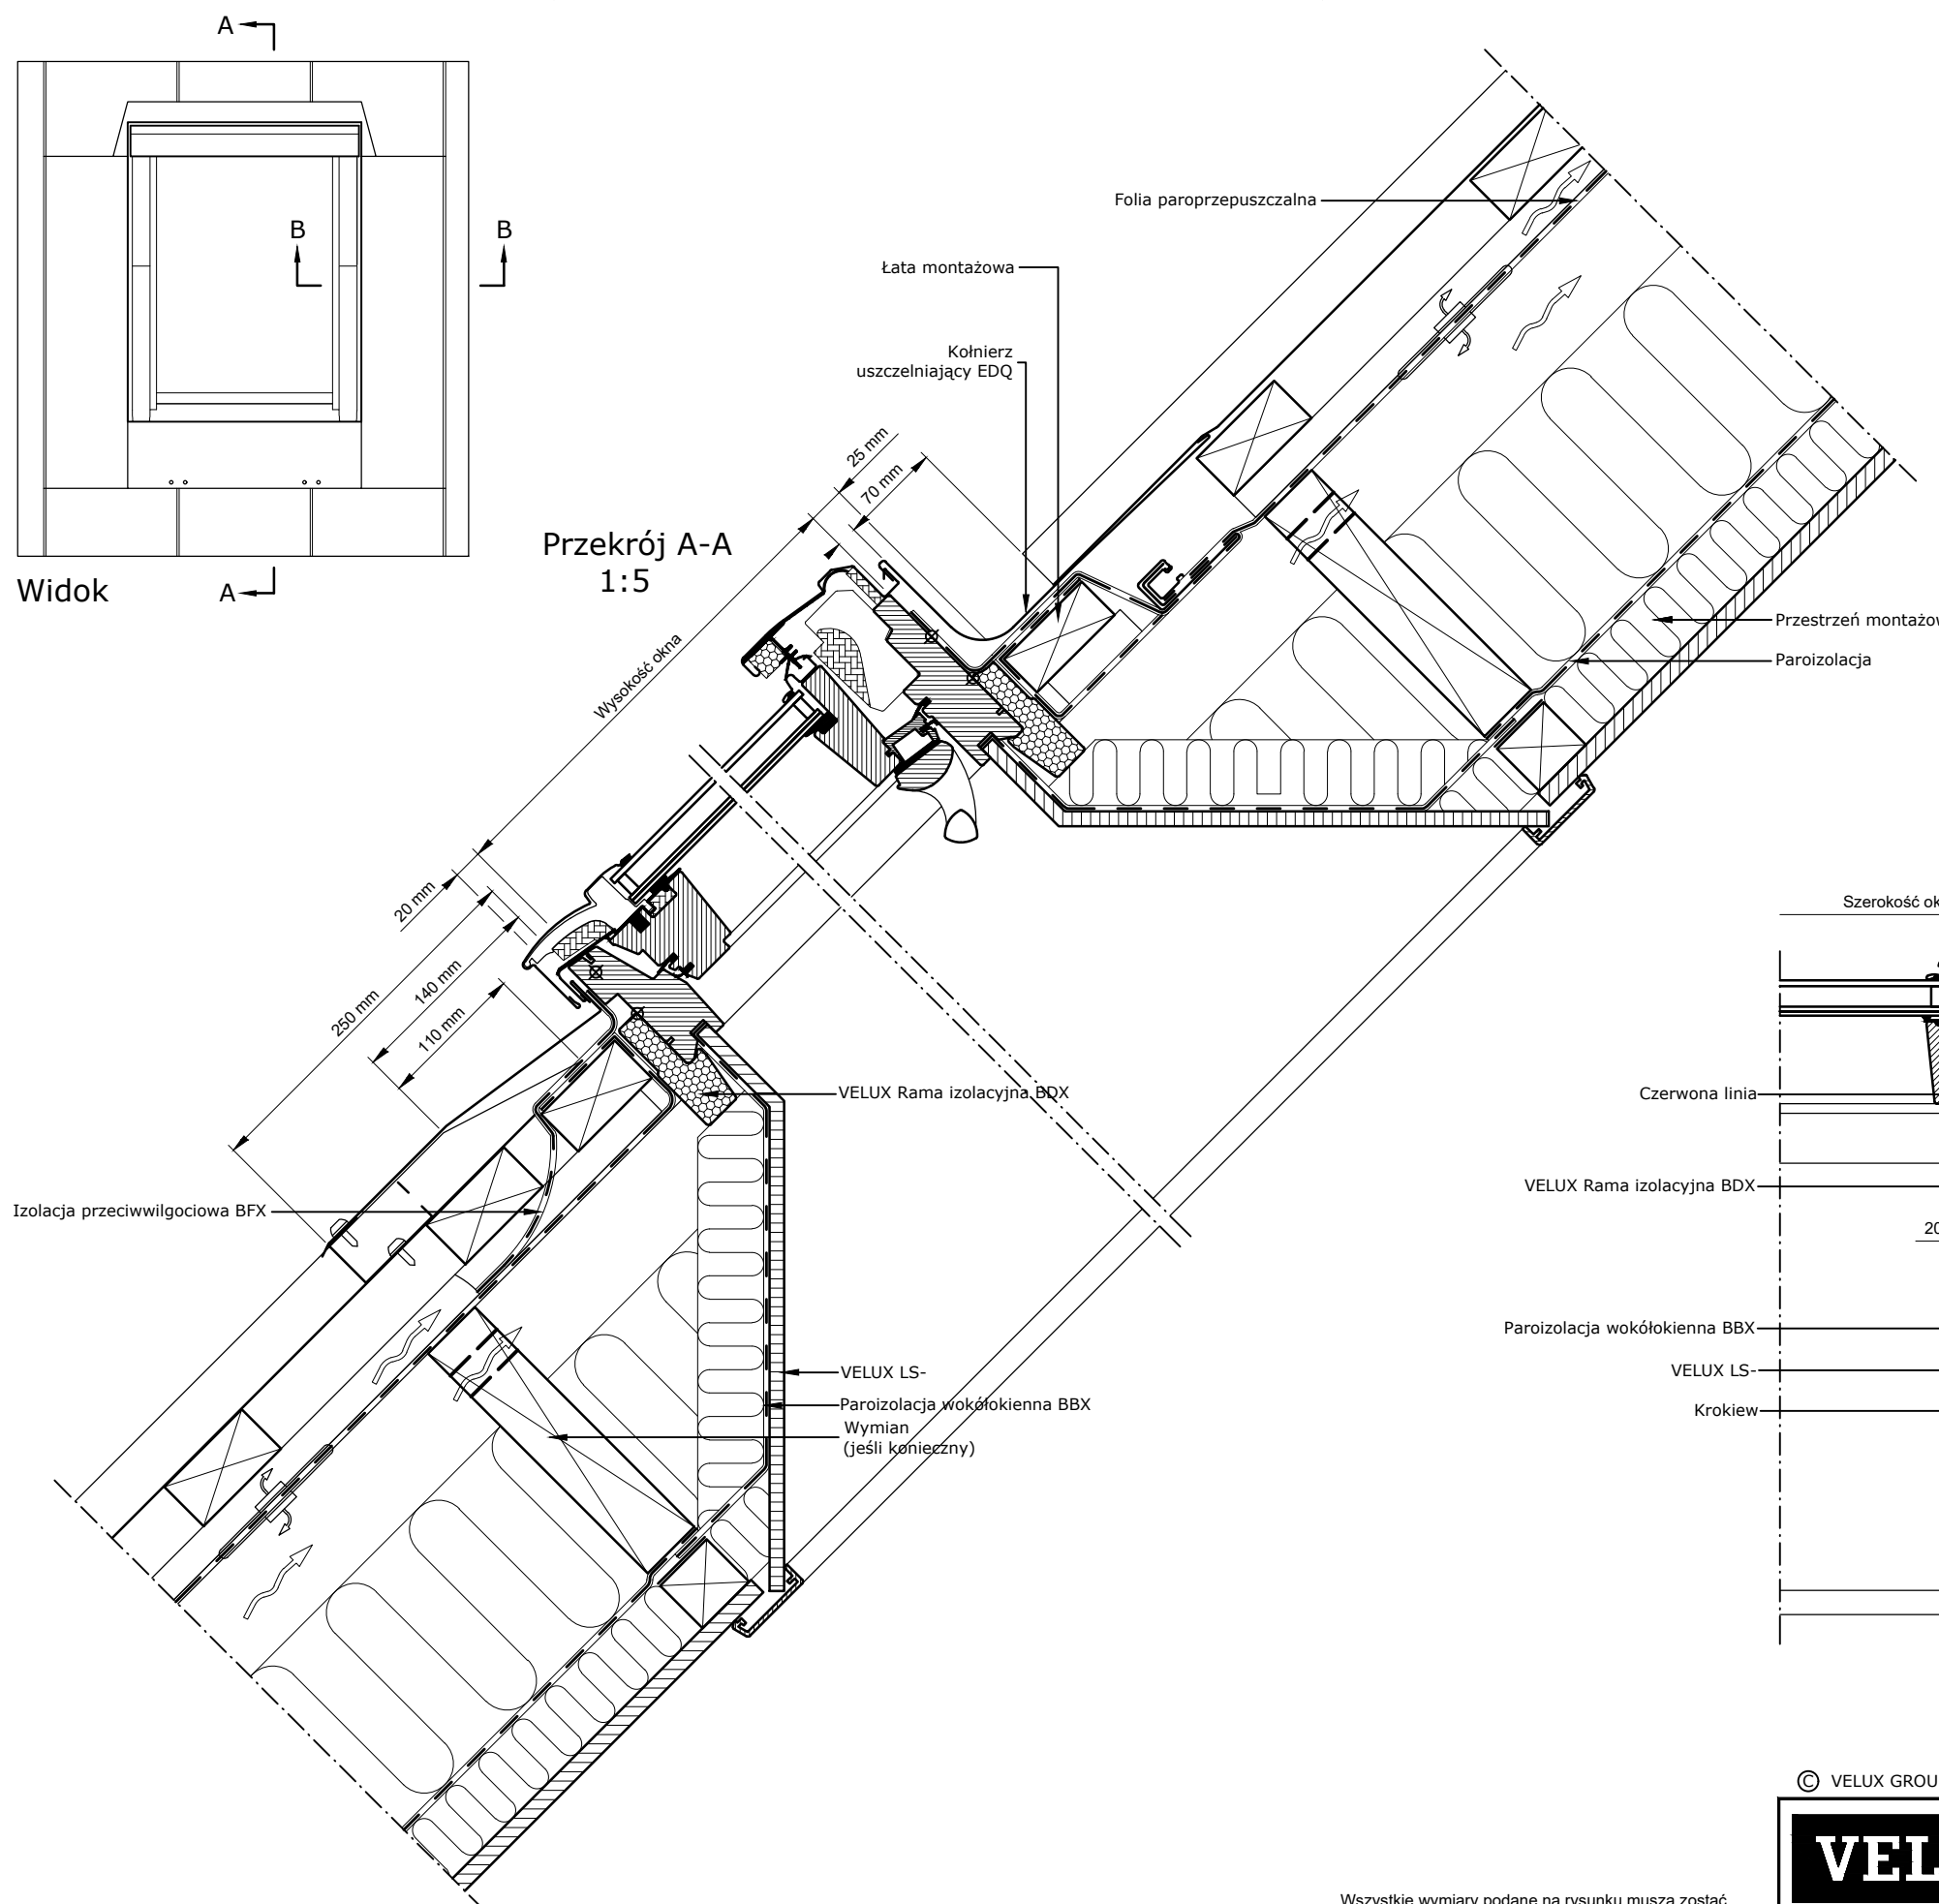 A
B
B
Widok
A
Przekrój A-A
1:5
Folia paroprzepuszczalna
Łata montażowa
Kołnierz
uszczelniający EDQ
25 mm
70 mm
Wysokość okna
Przestrzeń montażow
Paroizolacja
20 mm
140 mm
250 mm
110 mm
VELUX Rama izolacyjna BDX
Izolacja przeciwwilgociowa BFX
VELUX LS-
Paroizolacja wokółokienna BBX
Wymian
(jeśli konieczny)
Szerokość ok
Czerwona linia
VELUX Rama izolacyjna BDX
20
Paroizolacja wokółokienna BBX
VELUX LS-
Krokiew
© VELUX GROU
VEL
Wszystkie wymiary podane na rysunku muszą zostać